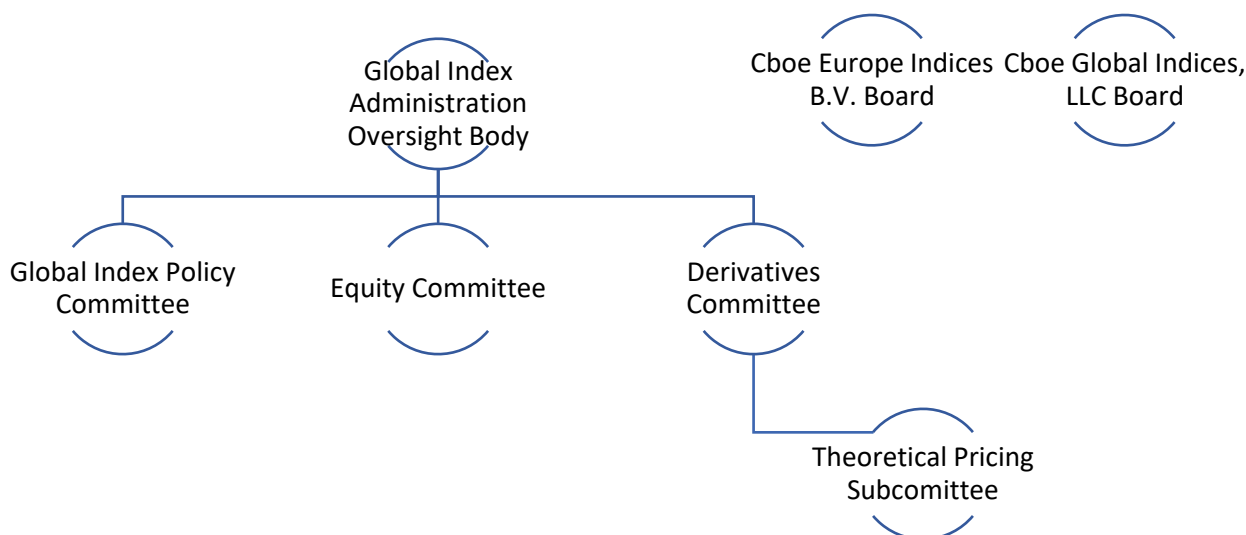 Global Index
Administration
Oversight Body
Cboe Europe Indices
B.V. Board
Cboe Global Indices,
LLC Board
Global Index Policy
Committee
Equity Committee
Derivatives
Committee
Theoretical Pricing
Subcomittee